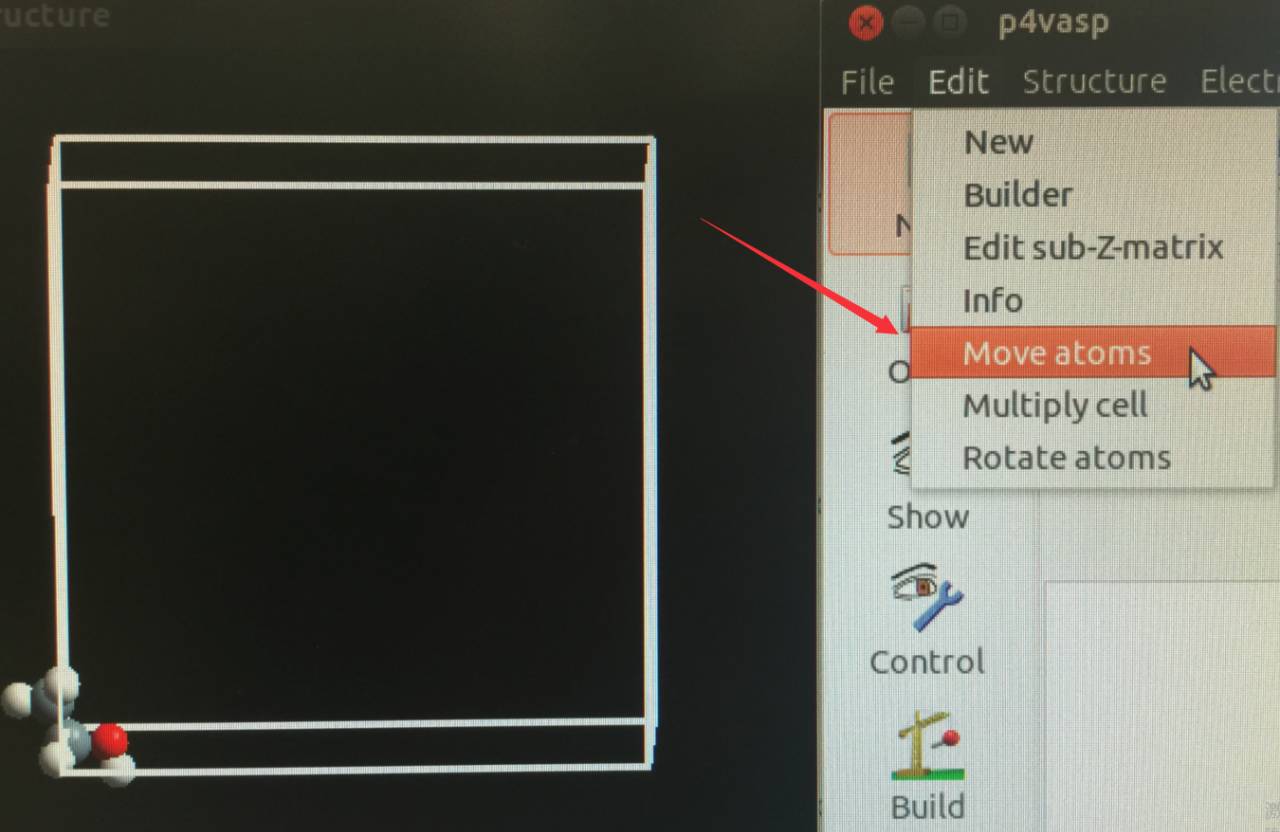 ructure
p4vasp
File Edit Structure Electr
New
Builder
Edit sub-Z-matrix
Info
Move atoms
Multiply cell
Rotate atoms
Show
Control
Build